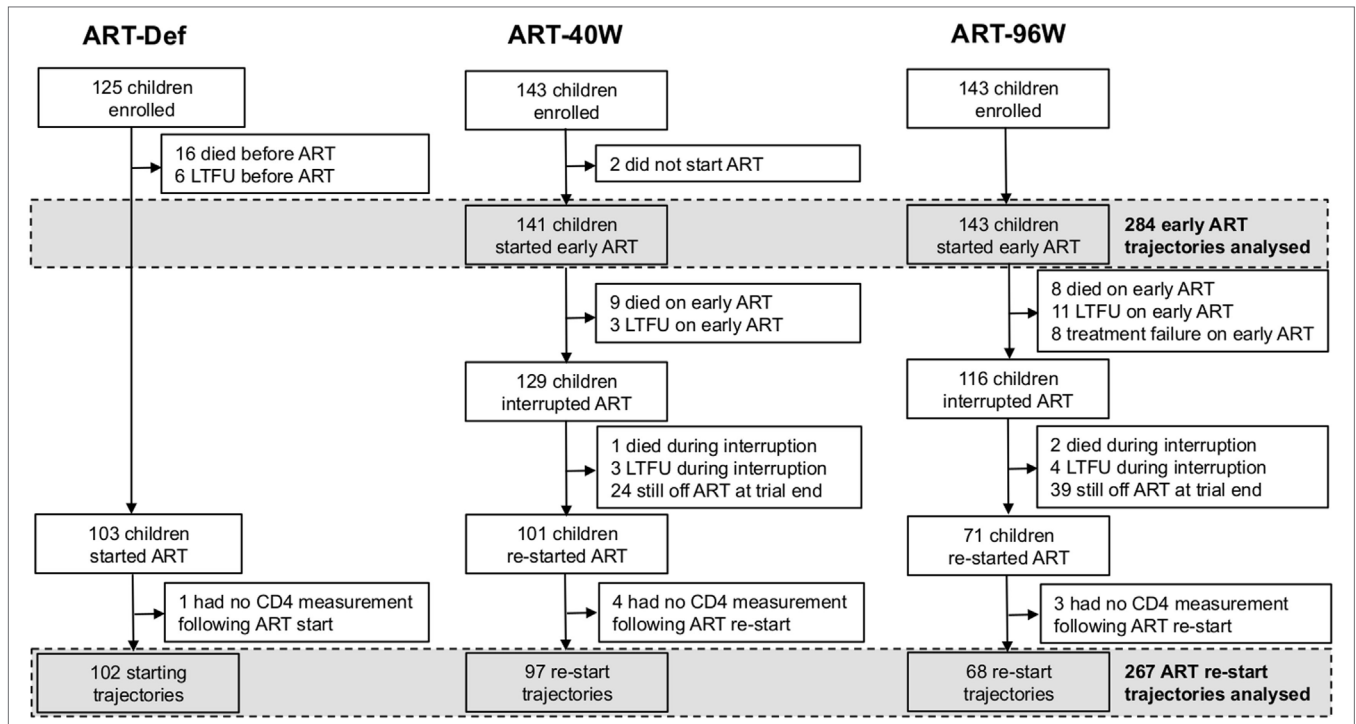 ART-Def
ART-40W
ART-96W
125 children
enrolled
143 children
enrolled
143 children
enrolled
16 died before ART
6 LTFU before ART
2 did not start ART
141 children
started early ART
143 children
started early ART
284 early ART
trajectories analysed
9 died on early ART
3 LTFU on early ART
8 died on early ART
11 LTFU on early ART
8 treatment failure on early ART
129 children
interrupted ART
116 children
interrupted ART
1 died during interruption
3 LTFU during interruption
24 still off ART at trial end
2 died during interruption
4 LTFU during interruption
39 still off ART at trial end
103 children
started ART
101 children
re-started ART
71 children
re-started ART
1 had no CD4 measurement
following ART start
4 had no CD4 measurement
following ART re-start
3 had no CD4 measurement
following ART re-start
102 starting
trajectories
97 re-start
trajectories
68 re-start
trajectories
267 ART re-start
trajectories analysed